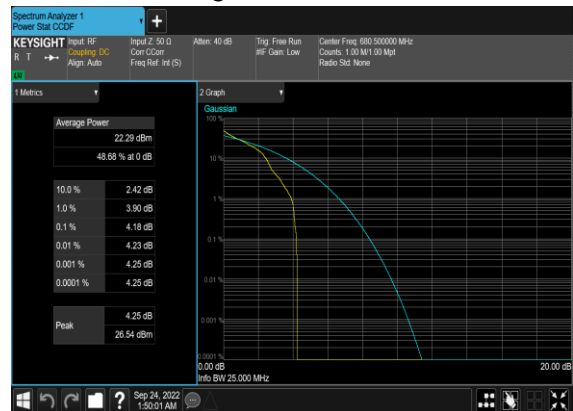 Spectrum Analyzer 1
Power Stat CCDF
+
KEYSIGHT Input: RF Input Z: 50 Ω Atten: 40 dB Trig: Free Run Center Freq: 680.500000 MHz
R T Coupling: DC Corr CCorr #IF Gain: Low Counts: 1.00 M/1.00 Mpt
Align: Auto Freq Ref: Int (S) Radio Std: None
1 Metrics
2 Graph
Average Power
22.29 dBm
48.68 % at 0 dB
10.0 % 2.42 dB
1.0 % 3.90 dB
0.1 % 4.18 dB
0.01 % 4.23 dB
0.001 % 4.25 dB
0.0001 % 4.25 dB
Peak 4.25 dB
26.54 dBm
Gaussian
100 %
10 %
1 %
0.1 %
0.01 %
0.001 %
0.0001 %
0.00 dB 20.00 dB
Info BW 25.000 MHz
? Sep 24, 2022
1:50:01 AM